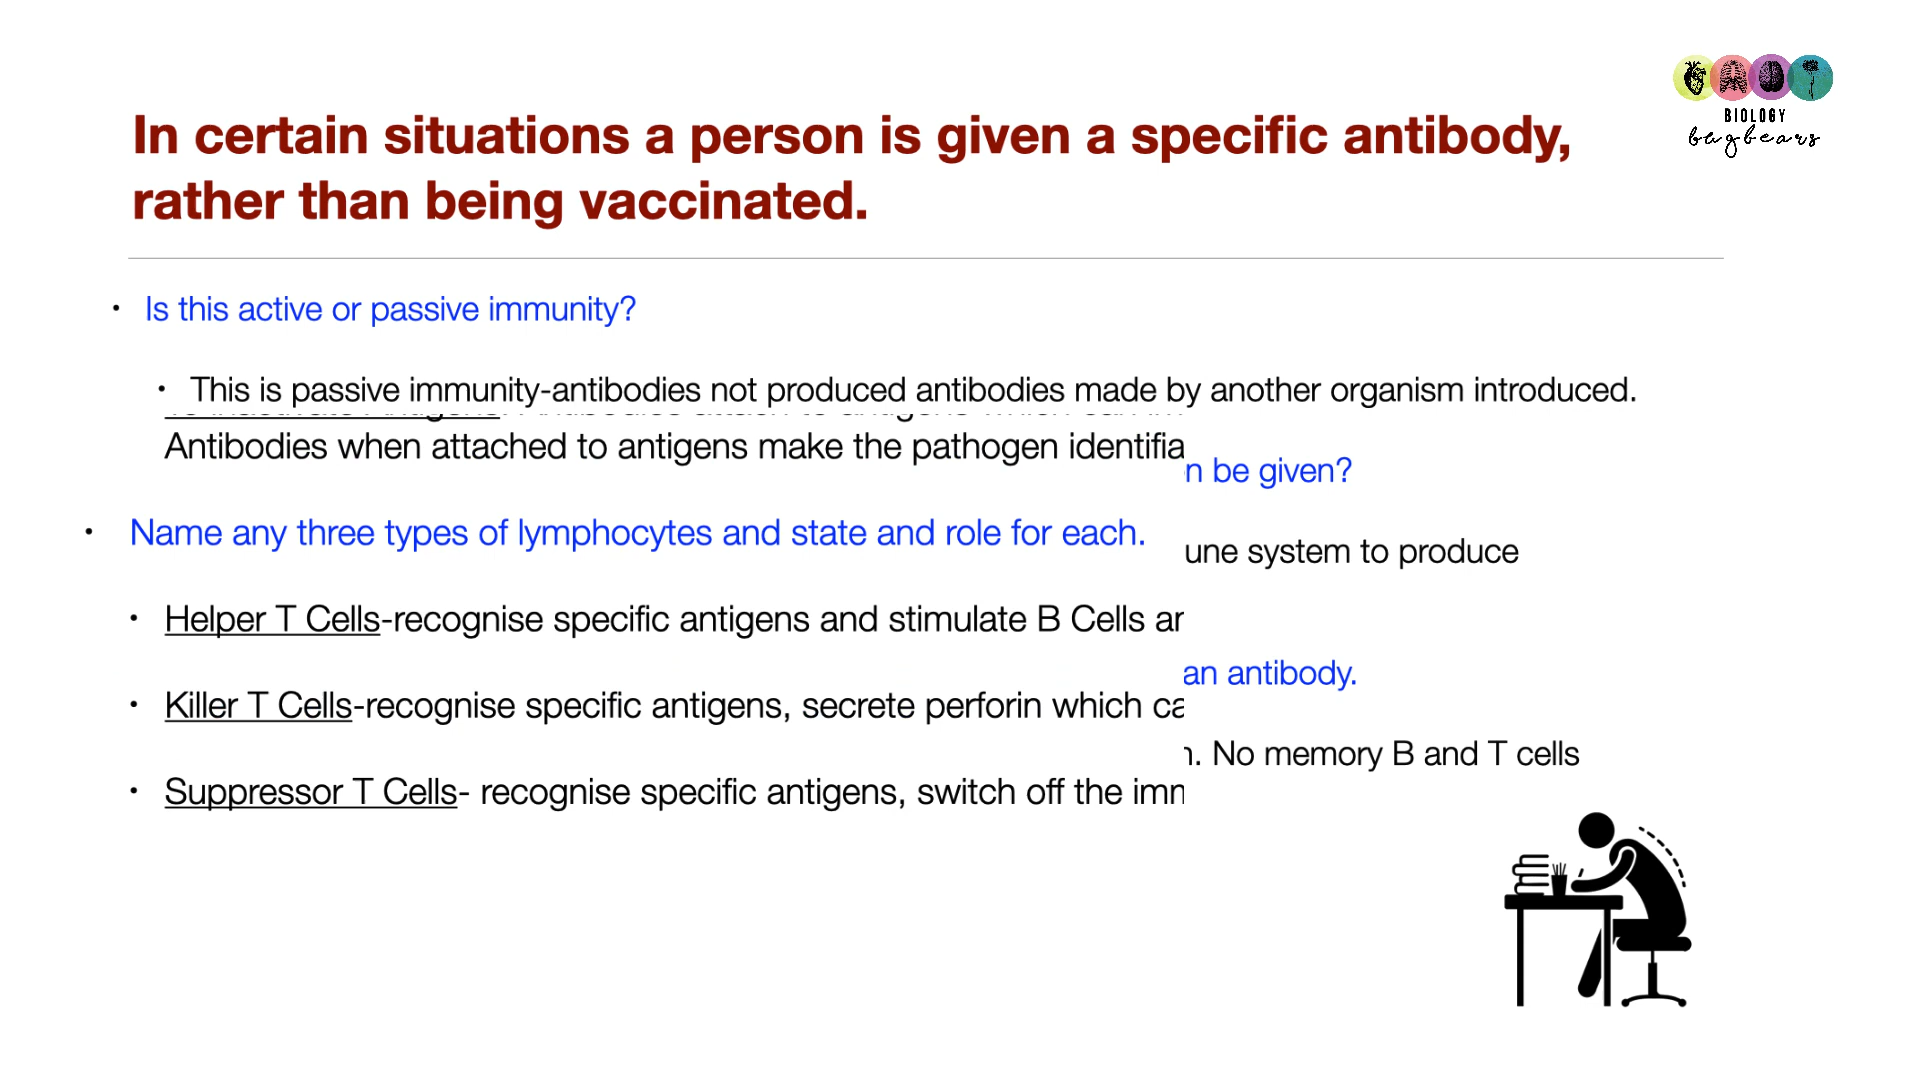 BIOLOGY
bugbears
In certain situations a person is given a specific antibody,
rather than being vaccinated.
Is this active or passive immunity?
This is passive immunity-antibodies not produced antibodies made by another organism introduced.
Antibodies when attached to antigens make the pathogen identifia
n be given?
Name any three types of lymphocytes and state and role for each.
une system to produce
Helper T Cells-recognise specific antigens and stimulate B Cells ar
an antibody.
Killer T Cells-recognise specific antigens, secrete perforin which ca
. No memory B and T cells
Suppressor T Cells- recognise specific antigens, switch off the imm